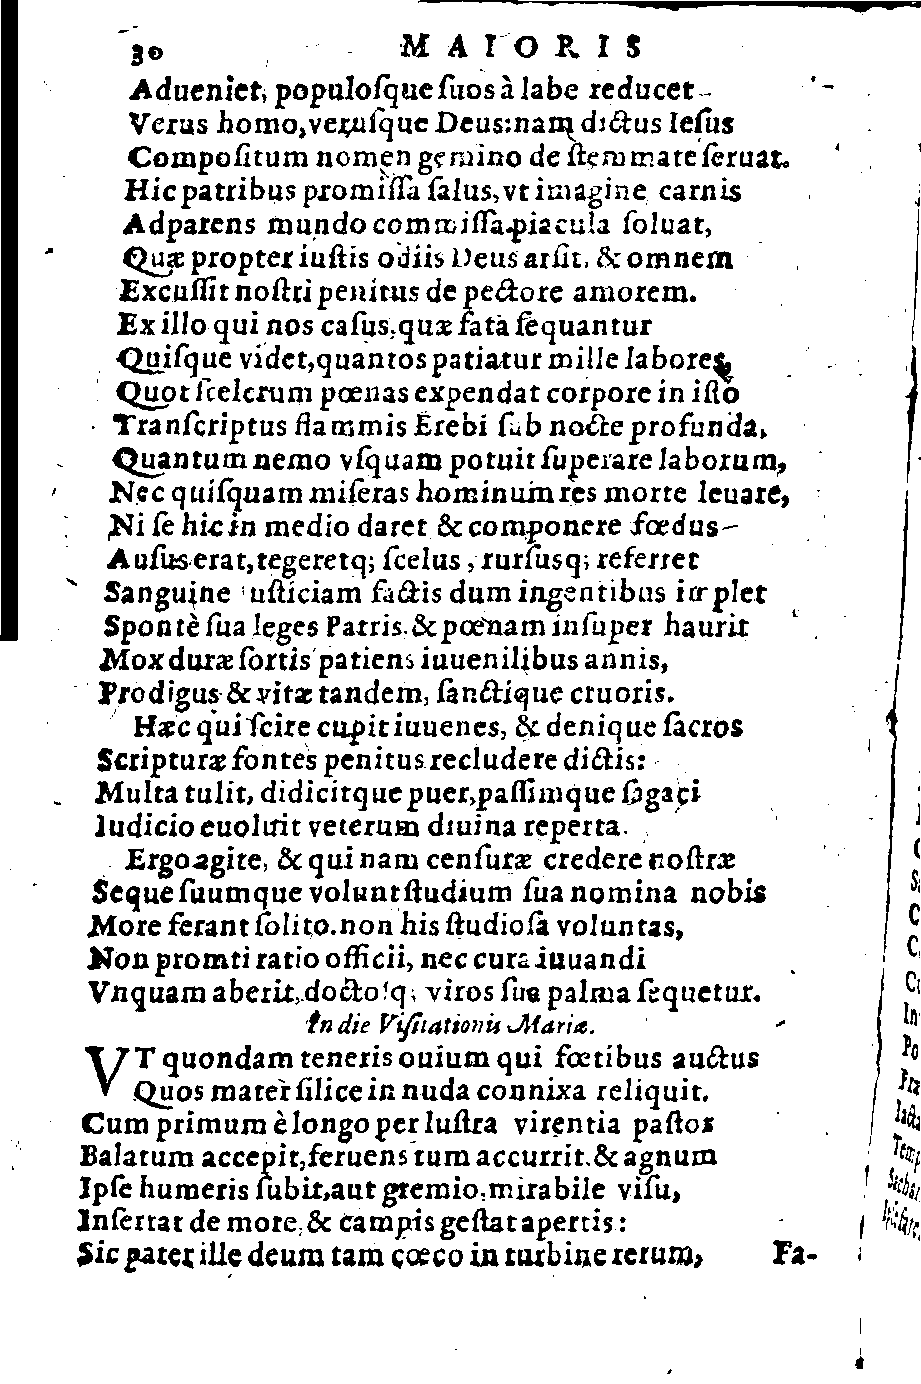 30 MAIORIS
Adueniet, populoſque ſuos à labe reducet
Verus homo, veruſque Deus: nam dictus Ieſus
Compoſitum nomen gemino de ſtemmate ſeruat.
Hic patribus promiſſa ſalus, vt imagine carnis
Adparens mundo commiſſa piacula ſoluat,
Quæ propter iuſtis odiis Deus arſit, & omnem
Excuſſit noſtri penitus de pectore amorem.
Ex illo qui nos caſus, quæ fata ſequantur
Quiſque videt, quantos patiatur mille labores,
Quot ſcelerum pœnas expendat corpore in iſto
Tranſcriptus flammis Erebi ſub nocte profunda,
Quantum nemo vſquam potuit ſuperare laborum,
Nec quiſquam miſeras hominum res morte leuare,
Ni ſe hic in medio daret & componere fœdus
Auſus erat, tegeretq; ſcelus, rurſusq; referret
Sanguine iuſticiam factis dum ingentibus implet
Spontè ſua leges Patris & pœnam inſuper haurit
Mox duræ ſortis patiens iuuenilibus annis,
Prodigus & vitæ tandem, ſanctique cruoris.
Hæc qui ſcire cupit iuuenes, & denique ſacros
Scripturæ fontes penitus recludere dictis:
Multa tulit, didicitque puer, paſſimque ſagaci
Iudicio euoluit veterum diuina reperta.
Ergo agite, & qui nam cenſuræ credere noſtræ
Seque ſuumque volunt ſtudium ſua nomina nobis
More ferant ſolito. non his ſtudioſa voluntas,
Non promti ratio officii, nec cura iuuandi
Vnquam aberit, doctoſq; viros ſua palma ſequetur.
In die Viſitationis Mariæ.
VT quondam teneris ouium qui fœtibus auctus
Quos mater ſilice in nuda connixa reliquit.
Cum primum è longo per luſtra virentia paſtor
Balatum accepit, feruens tum accurrit & agnum
Ipſe humeris ſubit, aut gremio, mirabile viſu,
Inſertat de more, & campis geſtat apertis:
Sic pater ille deum tam cœco in turbine rerum,
Fa-